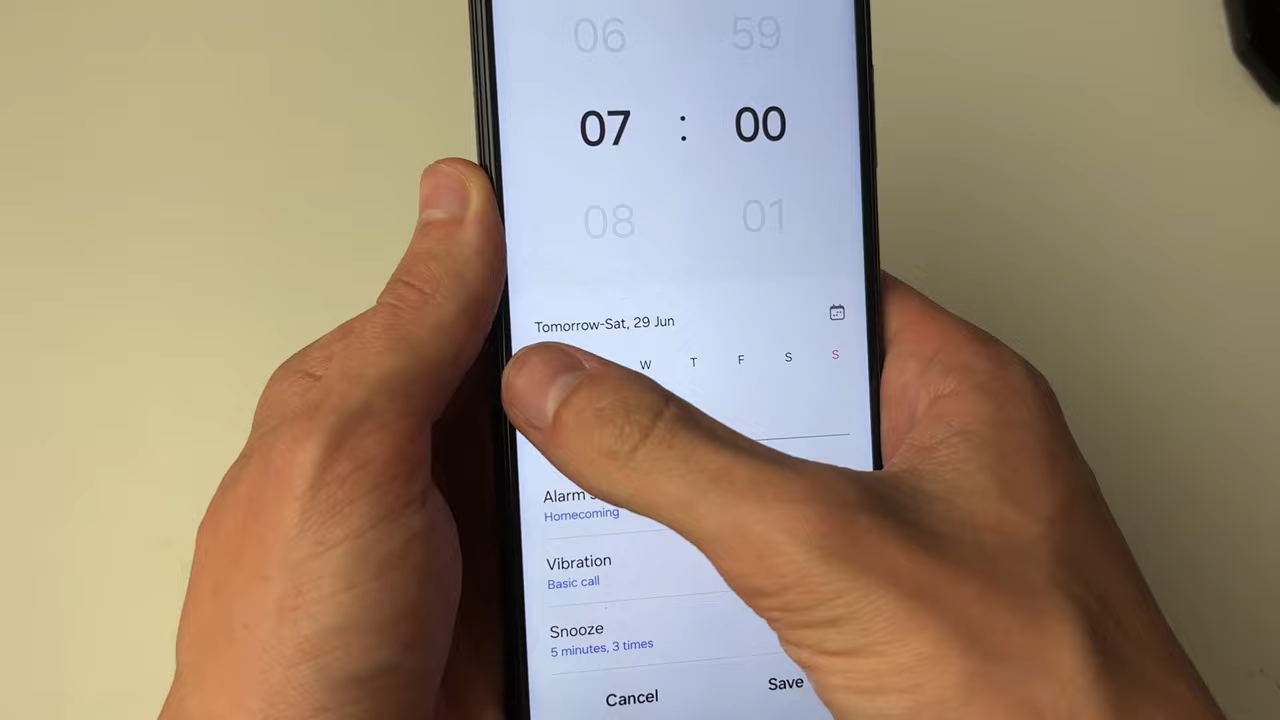 06 59
07 : 00
08 01
Tomorrow-Sat, 29 Jun
W T F S S
Alarm
Homecoming
Vibration
Basic call
Snooze
5 minutes, 3 times
Cancel Save